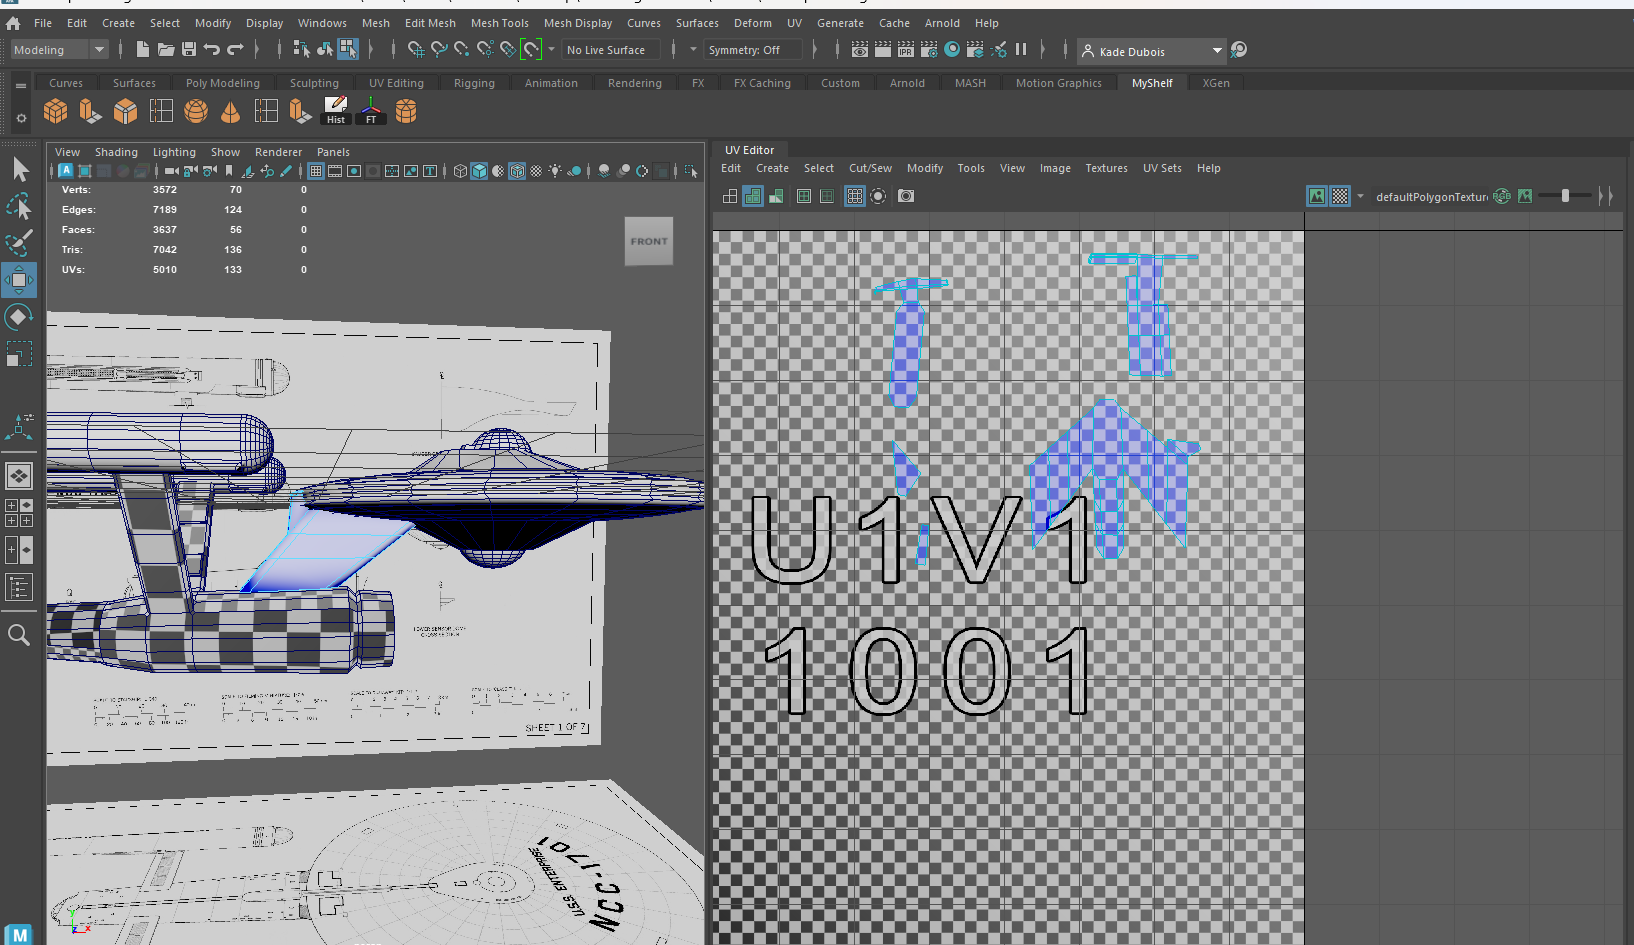 File Edit Create Select Modify Display Windows Mesh Edit Mesh Mesh Tools Mesh Display Curves Surfaces Deform UV Generate Cache Arnold Help
Modeling No Live Surface Symmetry: Off IPR Kade Dubois
Curves Surfaces Poly Modeling Sculpting UV Editing Rigging Animation Rendering FX FX Caching Custom Arnold MASH Motion Graphics MyShelf XGen
Hist FT
View Shading Lighting Show Renderer Panels
Verts: 3572 70 0
Edges: 7189 124 0
Faces: 3637 56 0
Tris: 7042 136 0
UVs: 5010 133 0
FRONT
SHEET 1 OF 7
NCC-1701
U.S.S. ENTERPRISE
M
UV Editor
Edit Create Select Cut/Sew Modify Tools View Image Textures UV Sets Help
defaultPolygonTextur
U1V1
1001